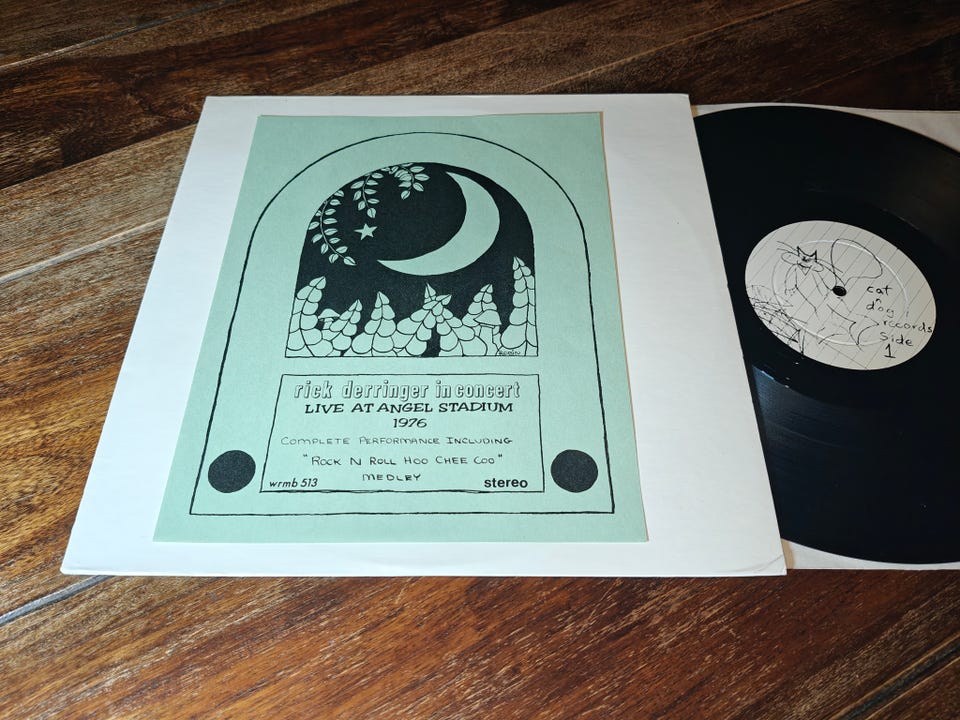 ROBIN
rick derringer in concert
LIVE AT ANGEL STADIUM
1976
COMPLETE PERFORMANCE INCLUDING
"ROCK N ROLL HOO CHEE COO"
MEDLEY
wrmb 513
stereo
cat
n
dog
records
Side
1